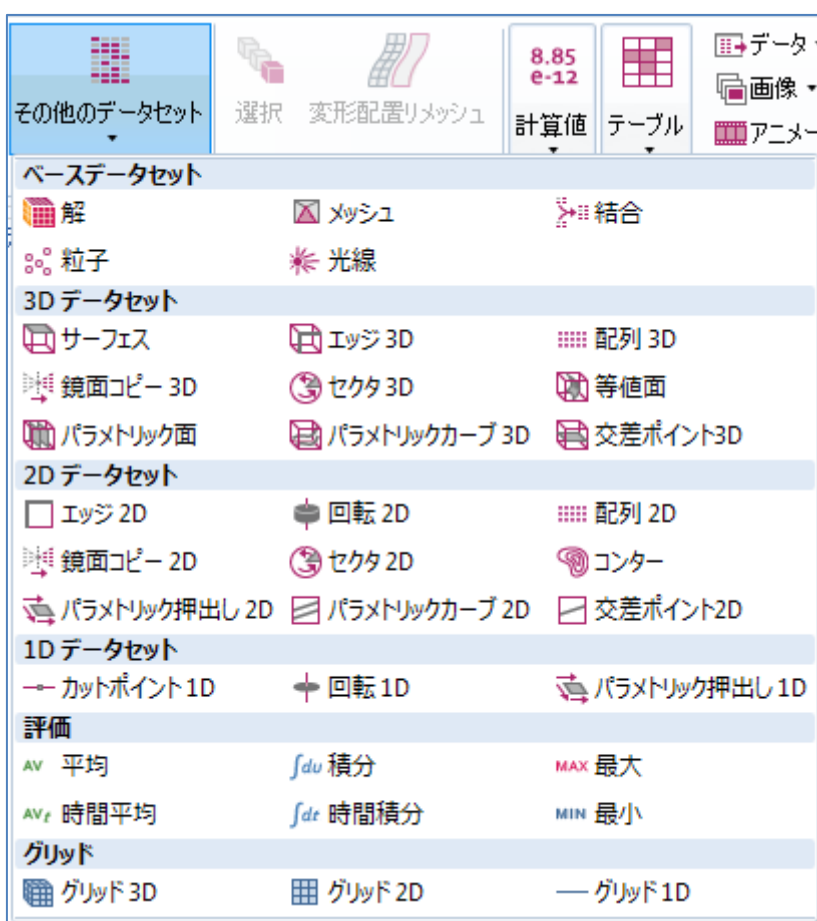 その他のデータセット
選択
変形配置リメッシュ
8.85
e-12
計算値
テーブル
データ
画像
アニメー
ベースデータセット
解 メッシュ 結合
粒子 光線
3D データセット
サーフェス エッジ 3D 配列 3D
鏡面コピー 3D セクタ 3D 等値面
パラメトリック面 パラメトリックカーブ 3D 交差ポイント3D
2D データセット
エッジ 2D 回転 2D 配列 2D
鏡面コピー 2D セクタ 2D コンター
パラメトリック押出し 2D パラメトリックカーブ 2D 交差ポイント2D
1D データセット
カットポイント 1D 回転 1D パラメトリック押出し 1D
評価
AV 平均 ∫du 積分 MAX 最大
AVt 時間平均 ∫dt 時間積分 MIN 最小
グリッド
グリッド 3D グリッド 2D グリッド 1D